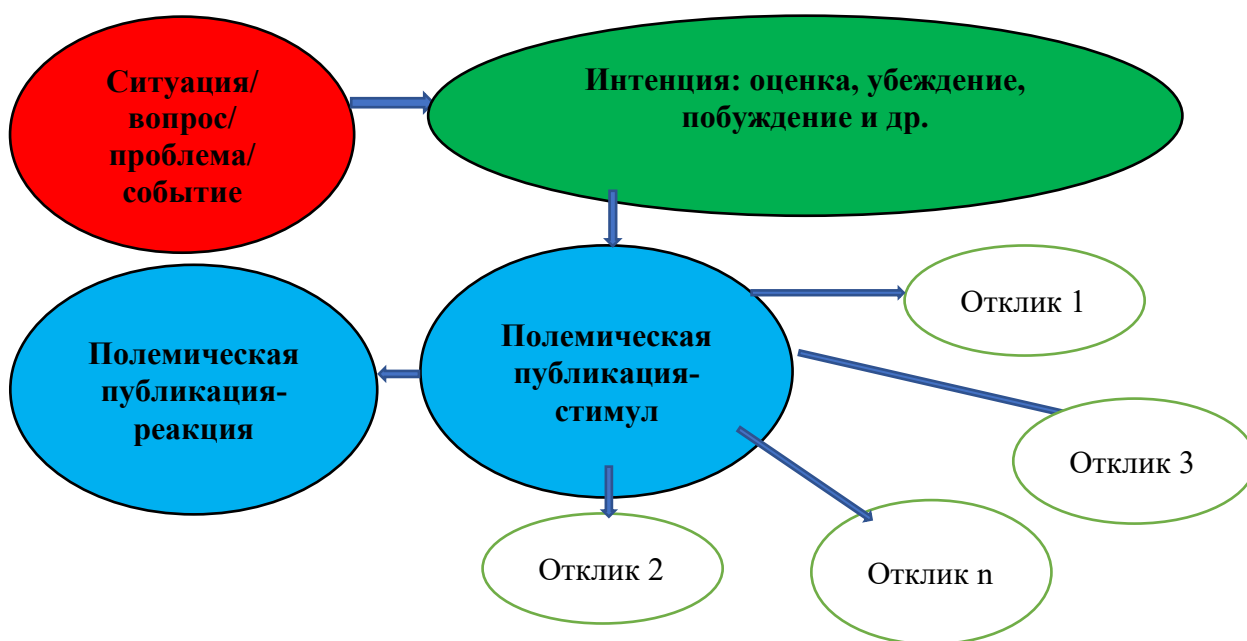 Ситуация/
вопрос/
проблема/
событие
Интенция: оценка, убеждение,
побуждение и др.
Полемическая
публикация-
реакция
Полемическая
публикация-
стимул
Отклик 1
Отклик 3
Отклик 2
Отклик n